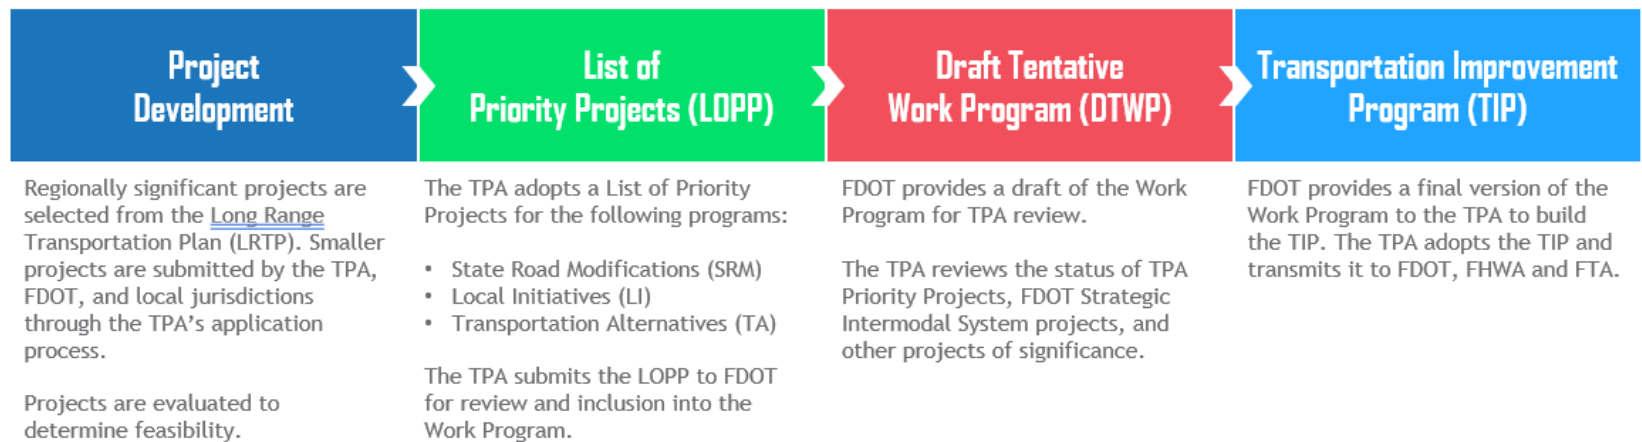 Project
Development
List of
Priority Projects (LOPP)
Draft Tentative
Work Program (DTWP)
Transportation Improvement
Program (TIP)
Regionally significant projects are
selected from the Long Range
Transportation Plan (LRTP). Smaller
projects are submitted by the TPA,
FDOT, and local jurisdictions
through the TPA's application
process.
Projects are evaluated to
determine feasibility.
The TPA adopts a List of Priority
Projects for the following programs:
• State Road Modifications (SRM)
• Local Initiatives (LI)
• Transportation Alternatives (TA)
The TPA submits the LOPP to FDOT
for review and inclusion into the
Work Program.
FDOT provides a draft of the Work
Program for TPA review.
The TPA reviews the status of TPA
Priority Projects, FDOT Strategic
Intermodal System projects, and
other projects of significance.
FDOT provides a final version of the
Work Program to the TPA to build
the TIP. The TPA adopts the TIP and
transmits it to FDOT, FHWA and FTA.